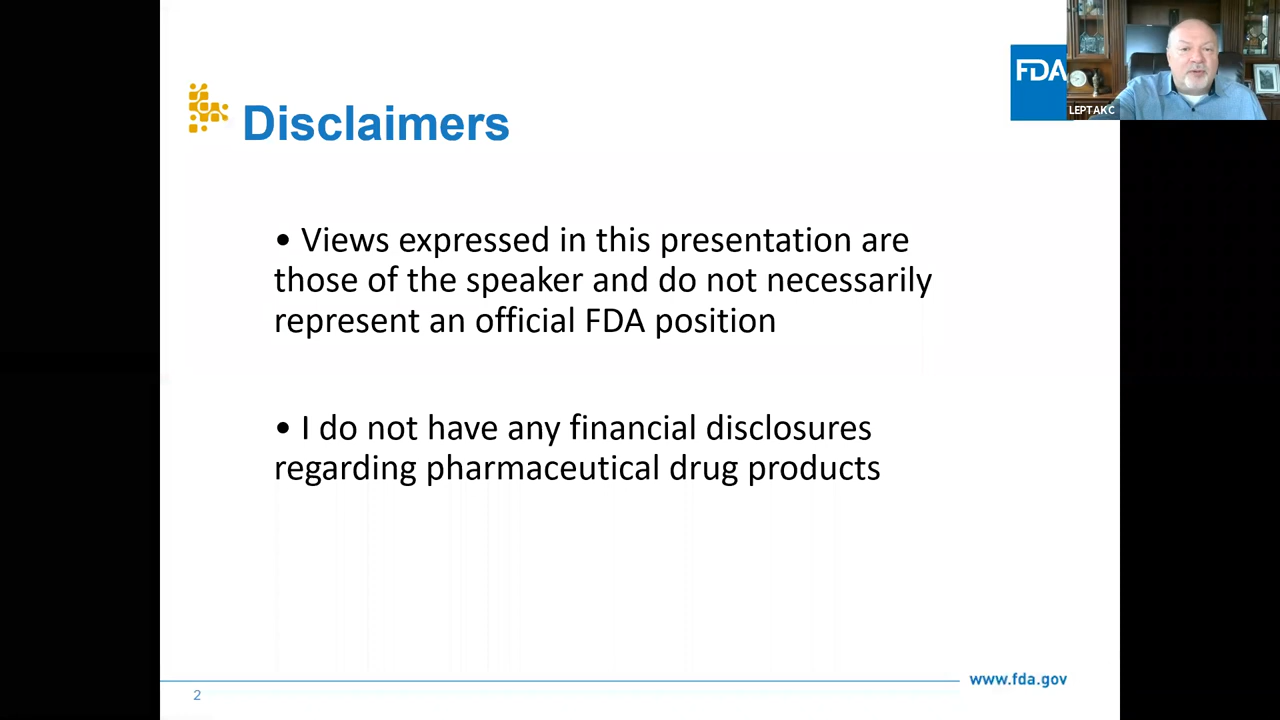 FDA
LEPTAKC
Disclaimers
• Views expressed in this presentation are
those of the speaker and do not necessarily
represent an official FDA position
• I do not have any financial disclosures
regarding pharmaceutical drug products
www.fda.gov
2